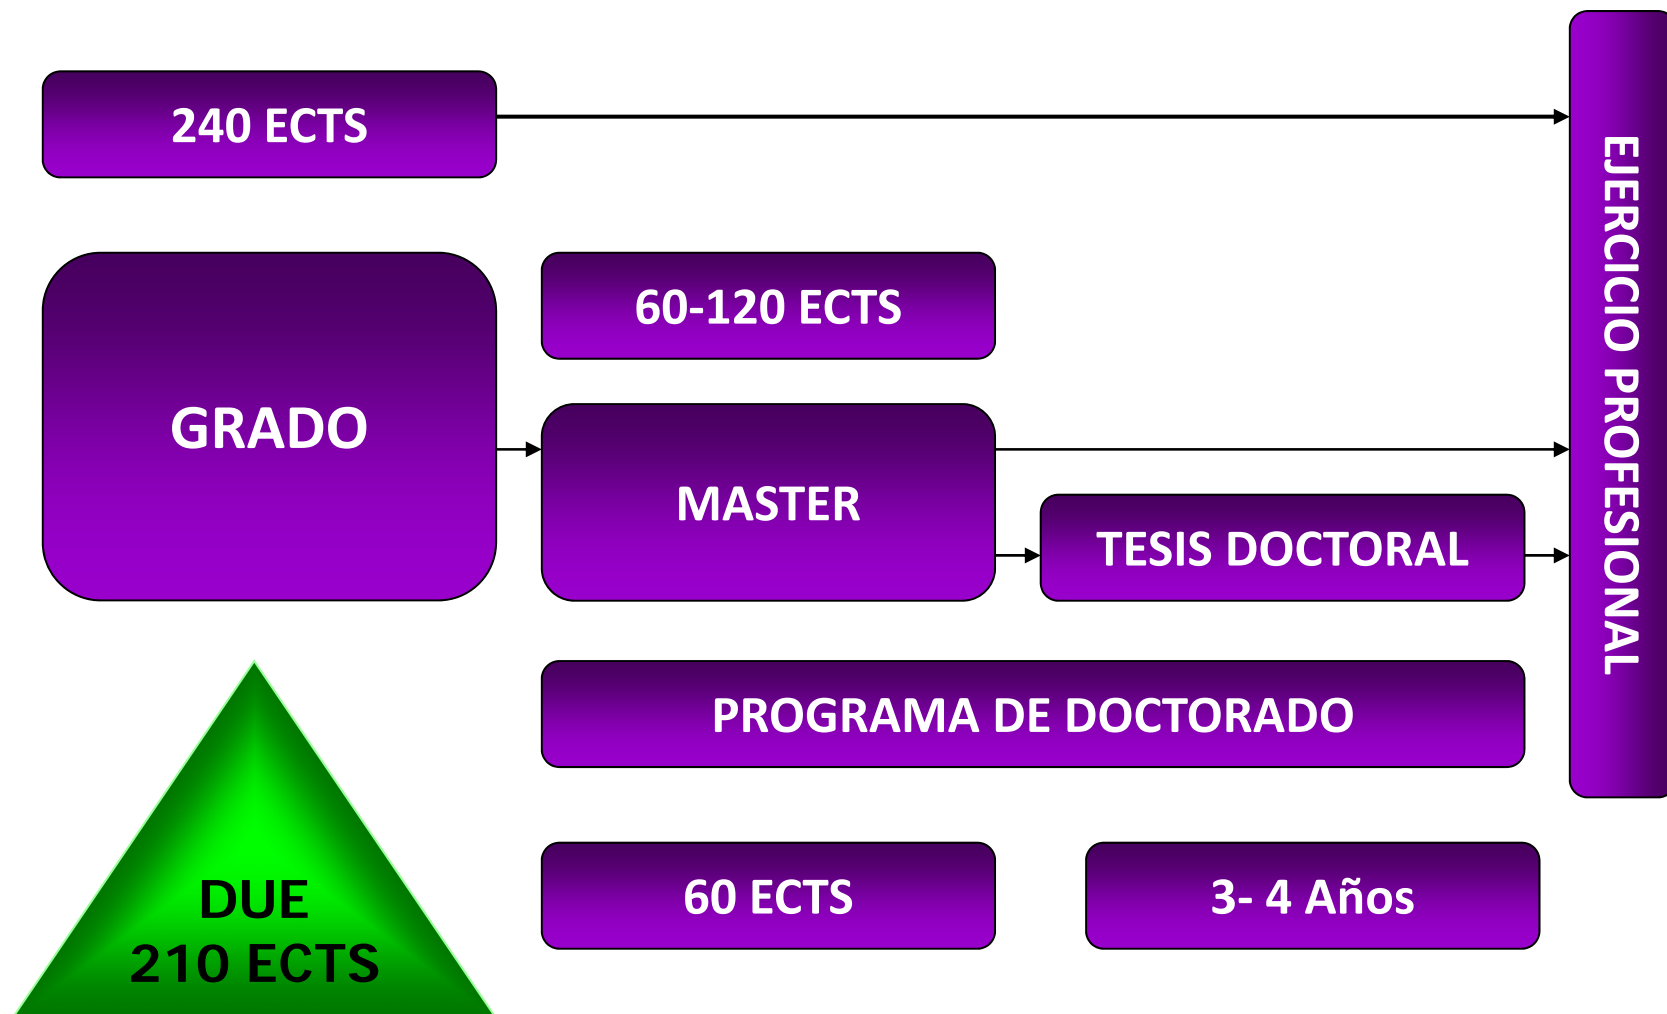 240 ECTS
EJERCICIO PROFESIONAL
60-120 ECTS
GRADO
MASTER
TESIS DOCTORAL
PROGRAMA DE DOCTORADO
DUE
210 ECTS
60 ECTS
3- 4 Años